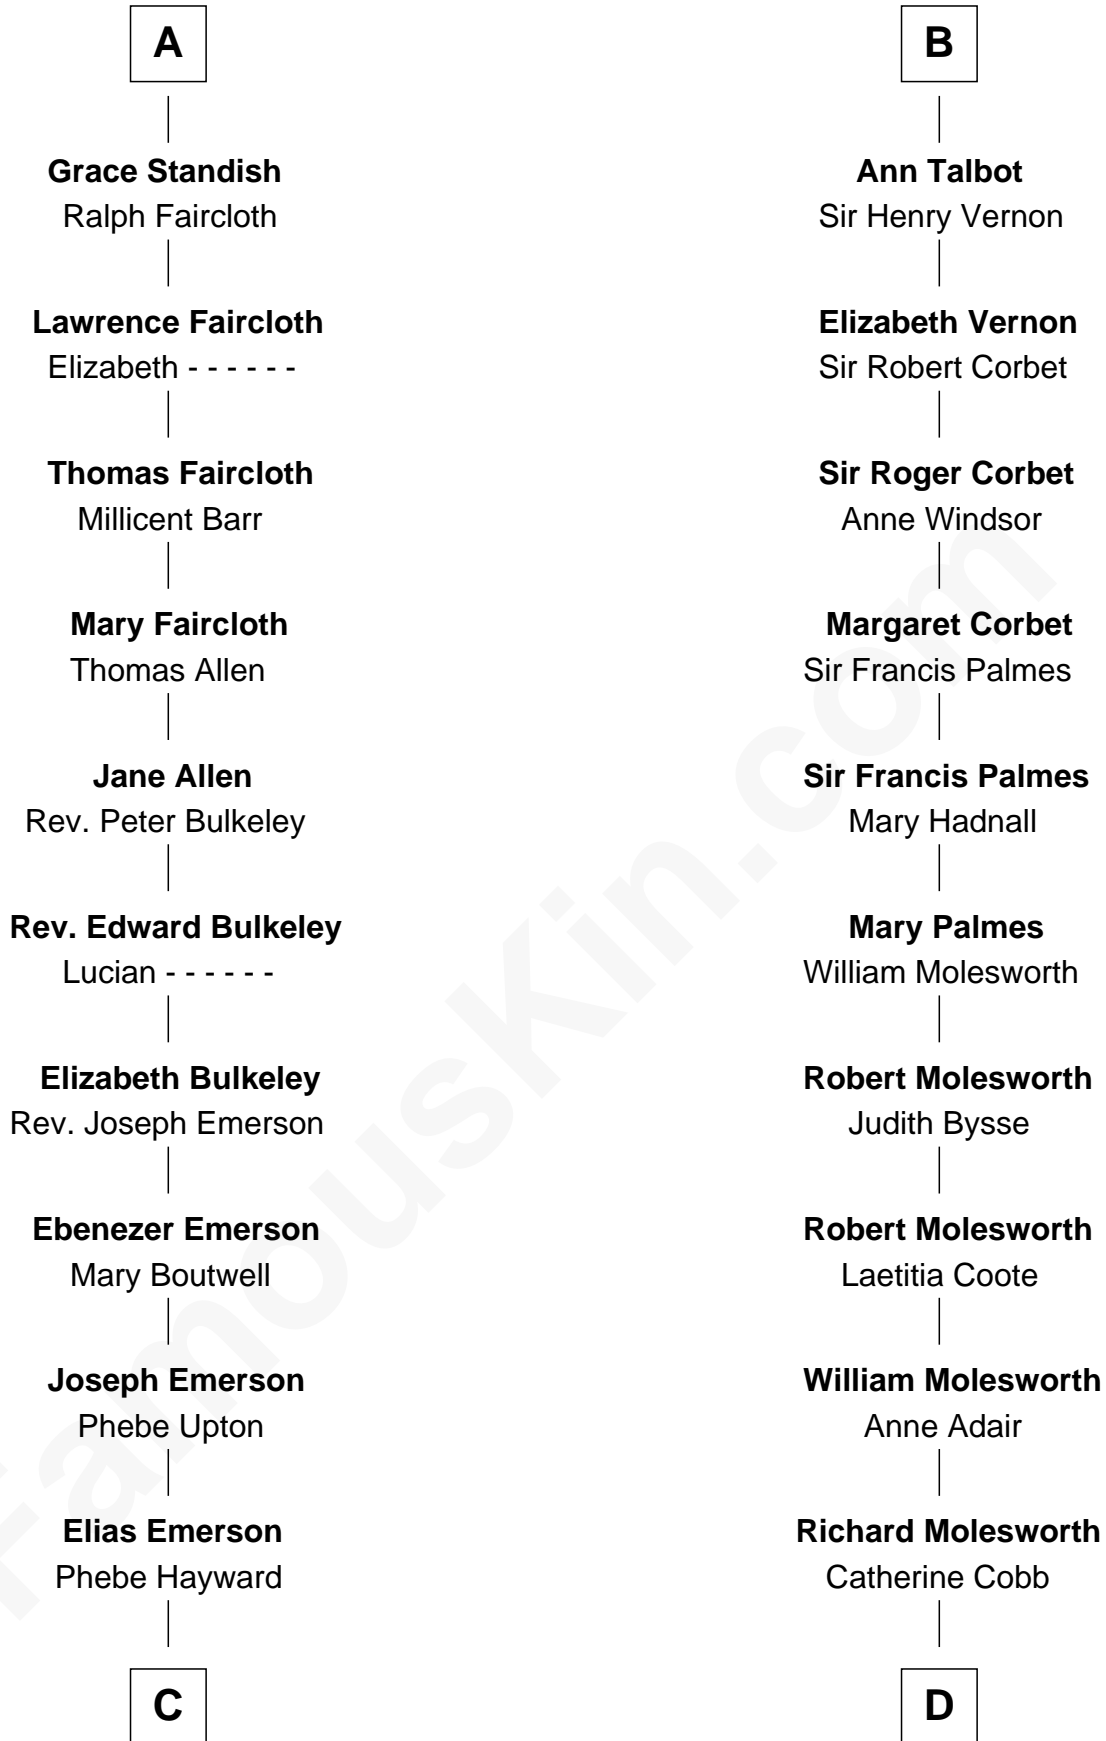 A
Grace Standish
Ralph Faircloth
Lawrence Faircloth
Elizabeth - - - - - -
Thomas Faircloth
Millicent Barr
Mary Faircloth
Thomas Allen
Jane Allen
Rev. Peter Bulkeley
Rev. Edward Bulkeley
Lucian - - - - - -
Elizabeth Bulkeley
Rev. Joseph Emerson
Ebenezer Emerson
Mary Boutwell
Joseph Emerson
Phebe Upton
Elias Emerson
Phebe Hayward
C
B
Ann Talbot
Sir Henry Vernon
Elizabeth Vernon
Sir Robert Corbet
Sir Roger Corbet
Anne Windsor
Margaret Corbet
Sir Francis Palmes
Sir Francis Palmes
Mary Hadnall
Mary Palmes
William Molesworth
Robert Molesworth
Judith Bysse
Robert Molesworth
Laetitia Coote
William Molesworth
Anne Adair
Richard Molesworth
Catherine Cobb
D
FamousKin.com